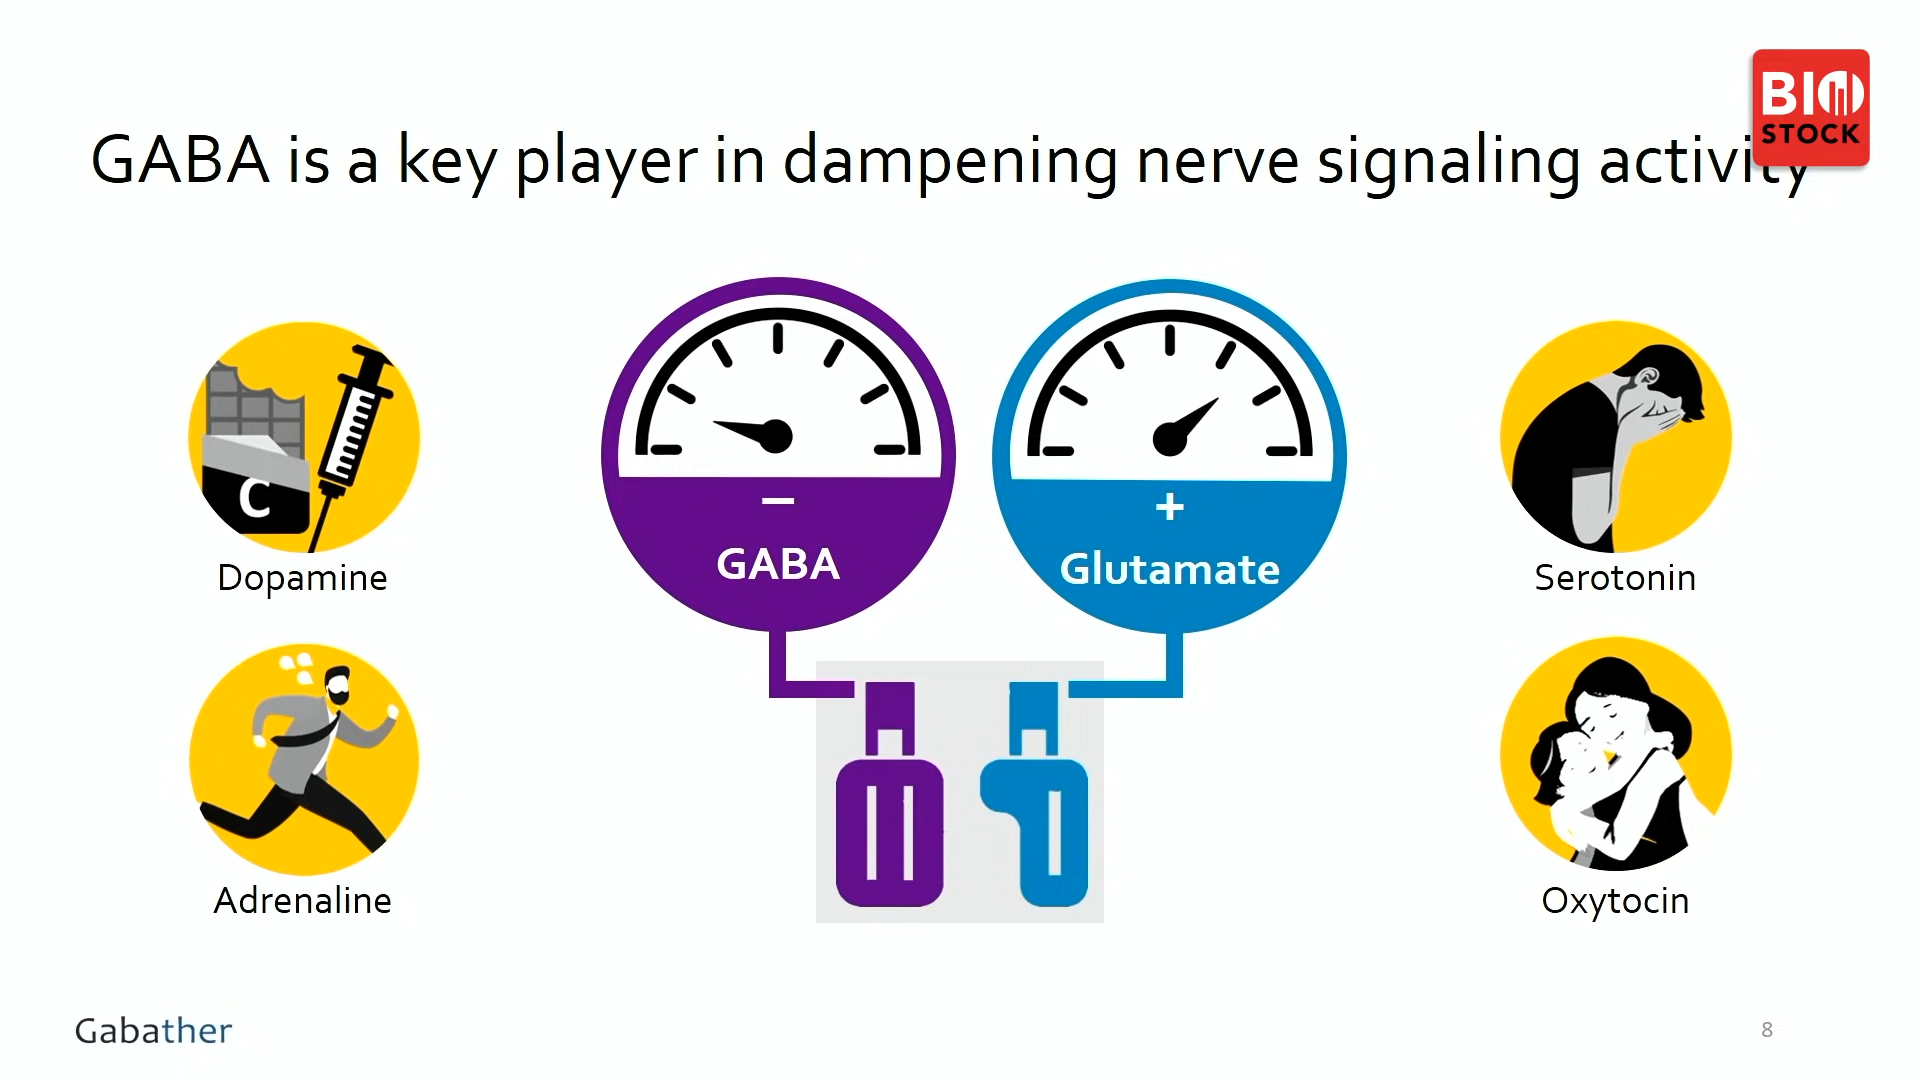 BIO
STOCK
GABA is a key player in dampening nerve signaling activity
C
Dopamine
Adrenaline
–
GABA
+
Glutamate
Serotonin
Oxytocin
Gabather
8